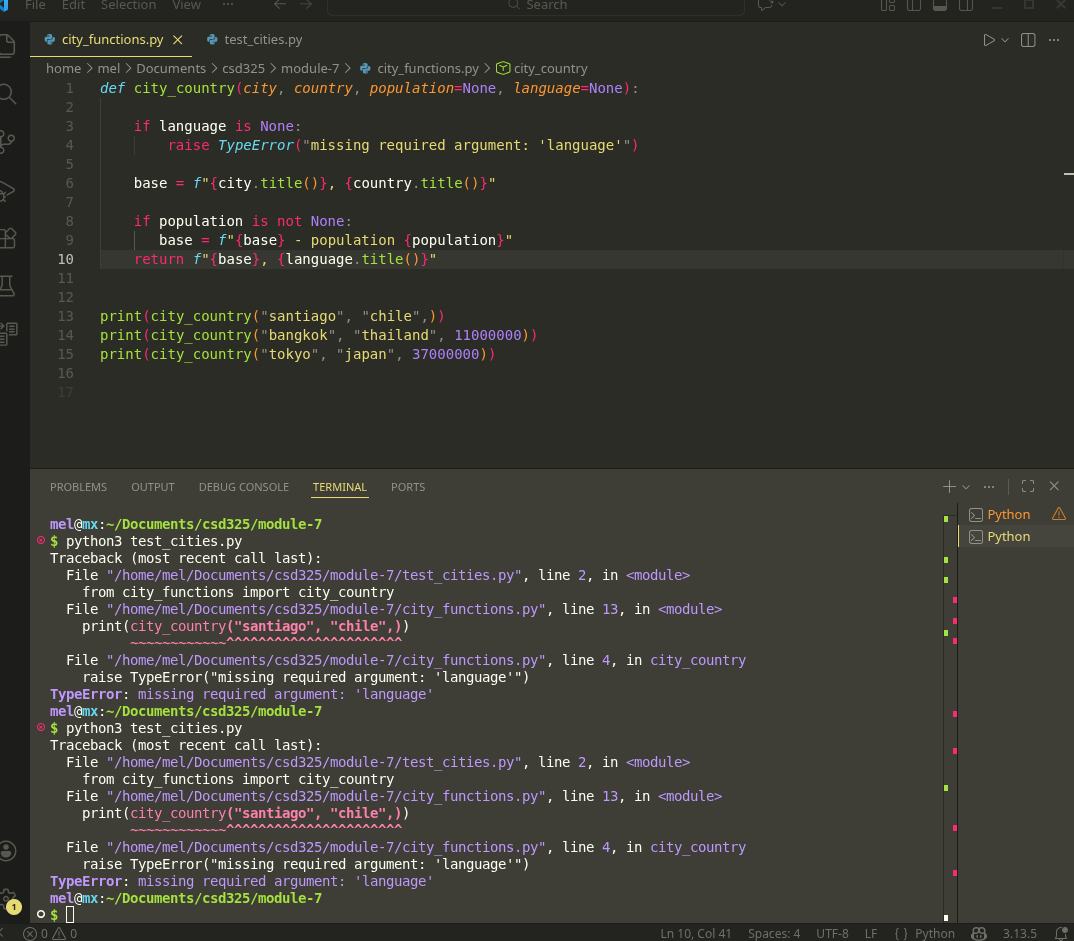 File Edit Selection View ··· Search
city_functions.py test_cities.py
home > mel > Documents > csd325 > module-7 > city_functions.py > city_country
1 def city_country(city, country, population=None, language=None):
2
3     if language is None:
4         raise TypeError("missing required argument: 'language'")
5
6     base = f"{city.title()}, {country.title()}"
7
8     if population is not None:
9        base = f"{base} - population {population}"
10     return f"{base}, {language.title()}"
11
12
13 print(city_country("santiago", "chile",))
14 print(city_country("bangkok", "thailand", 11000000))
15 print(city_country("tokyo", "japan", 37000000))
16
17
PROBLEMS OUTPUT DEBUG CONSOLE TERMINAL PORTS
Python
Python
mel@mx:~/Documents/csd325/module-7
$ python3 test_cities.py
Traceback (most recent call last):
  File "/home/mel/Documents/csd325/module-7/test_cities.py", line 2, in <module>
    from city_functions import city_country
  File "/home/mel/Documents/csd325/module-7/city_functions.py", line 13, in <module>
    print(city_country("santiago", "chile",))
          ~~~~~~~~~~~~^^^^^^^^^^^^^^^^^^^^^^
  File "/home/mel/Documents/csd325/module-7/city_functions.py", line 4, in city_country
    raise TypeError("missing required argument: 'language'")
TypeError: missing required argument: 'language'
mel@mx:~/Documents/csd325/module-7
$ python3 test_cities.py
Traceback (most recent call last):
  File "/home/mel/Documents/csd325/module-7/test_cities.py", line 2, in <module>
    from city_functions import city_country
  File "/home/mel/Documents/csd325/module-7/city_functions.py", line 13, in <module>
    print(city_country("santiago", "chile",))
          ~~~~~~~~~~~~^^^^^^^^^^^^^^^^^^^^^^
  File "/home/mel/Documents/csd325/module-7/city_functions.py", line 4, in city_country
    raise TypeError("missing required argument: 'language'")
TypeError: missing required argument: 'language'
mel@mx:~/Documents/csd325/module-7
$
1
0 0 Ln 10, Col 41 Spaces: 4 UTF-8 LF { } Python 3.13.5